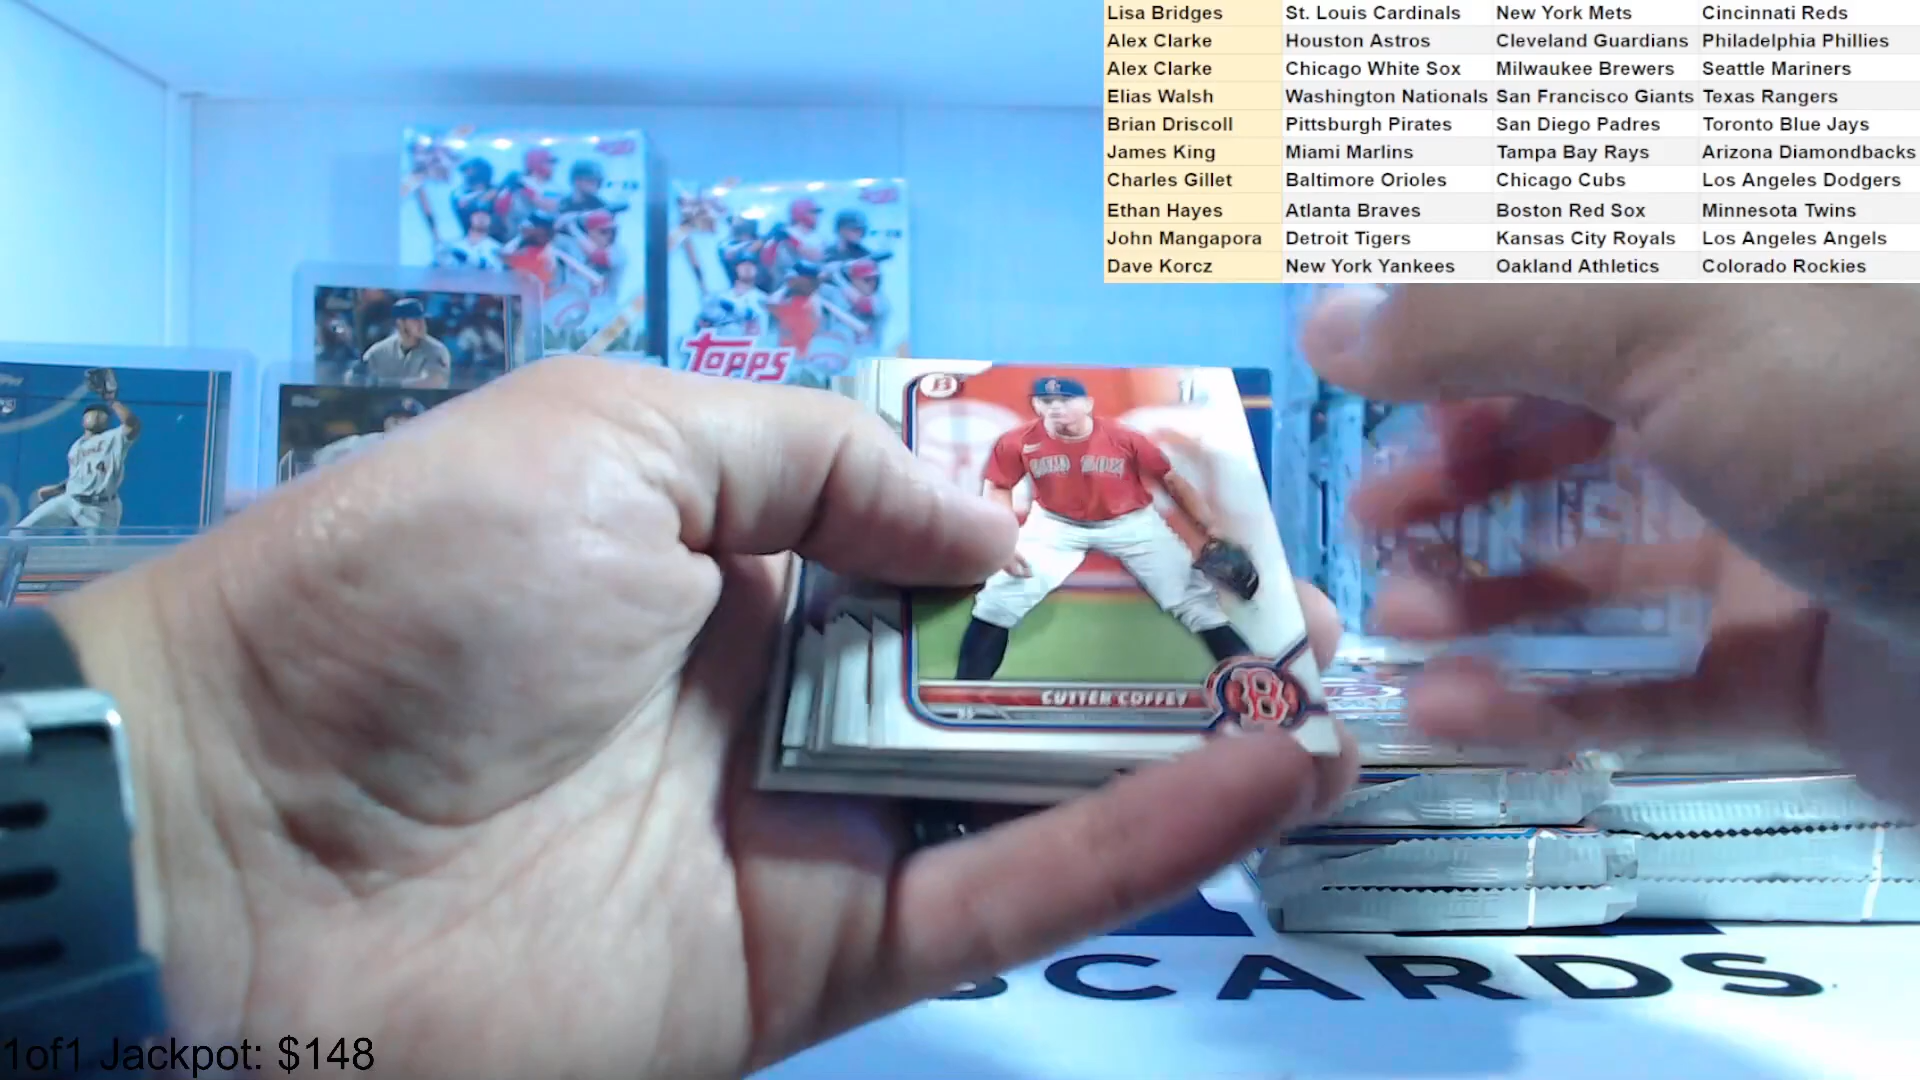 Lisa Bridges St. Louis Cardinals New York Mets Cincinnati Reds
Alex Clarke Houston Astros Cleveland Guardians Philadelphia Phillies
Alex Clarke Chicago White Sox Milwaukee Brewers Seattle Mariners
Elias Walsh Washington Nationals San Francisco Giants Texas Rangers
Brian Driscoll Pittsburgh Pirates San Diego Padres Toronto Blue Jays
James King Miami Marlins Tampa Bay Rays Arizona Diamondbacks
Charles Gillet Baltimore Orioles Chicago Cubs Los Angeles Dodgers
Ethan Hayes Atlanta Braves Boston Red Sox Minnesota Twins
John Mangapora Detroit Tigers Kansas City Royals Los Angeles Angels
Dave Korcz New York Yankees Oakland Athletics Colorado Rockies
Topps
B
RED SOX
14
CUTTER COFFEY
B
CARDS
1of1 Jackpot: $148